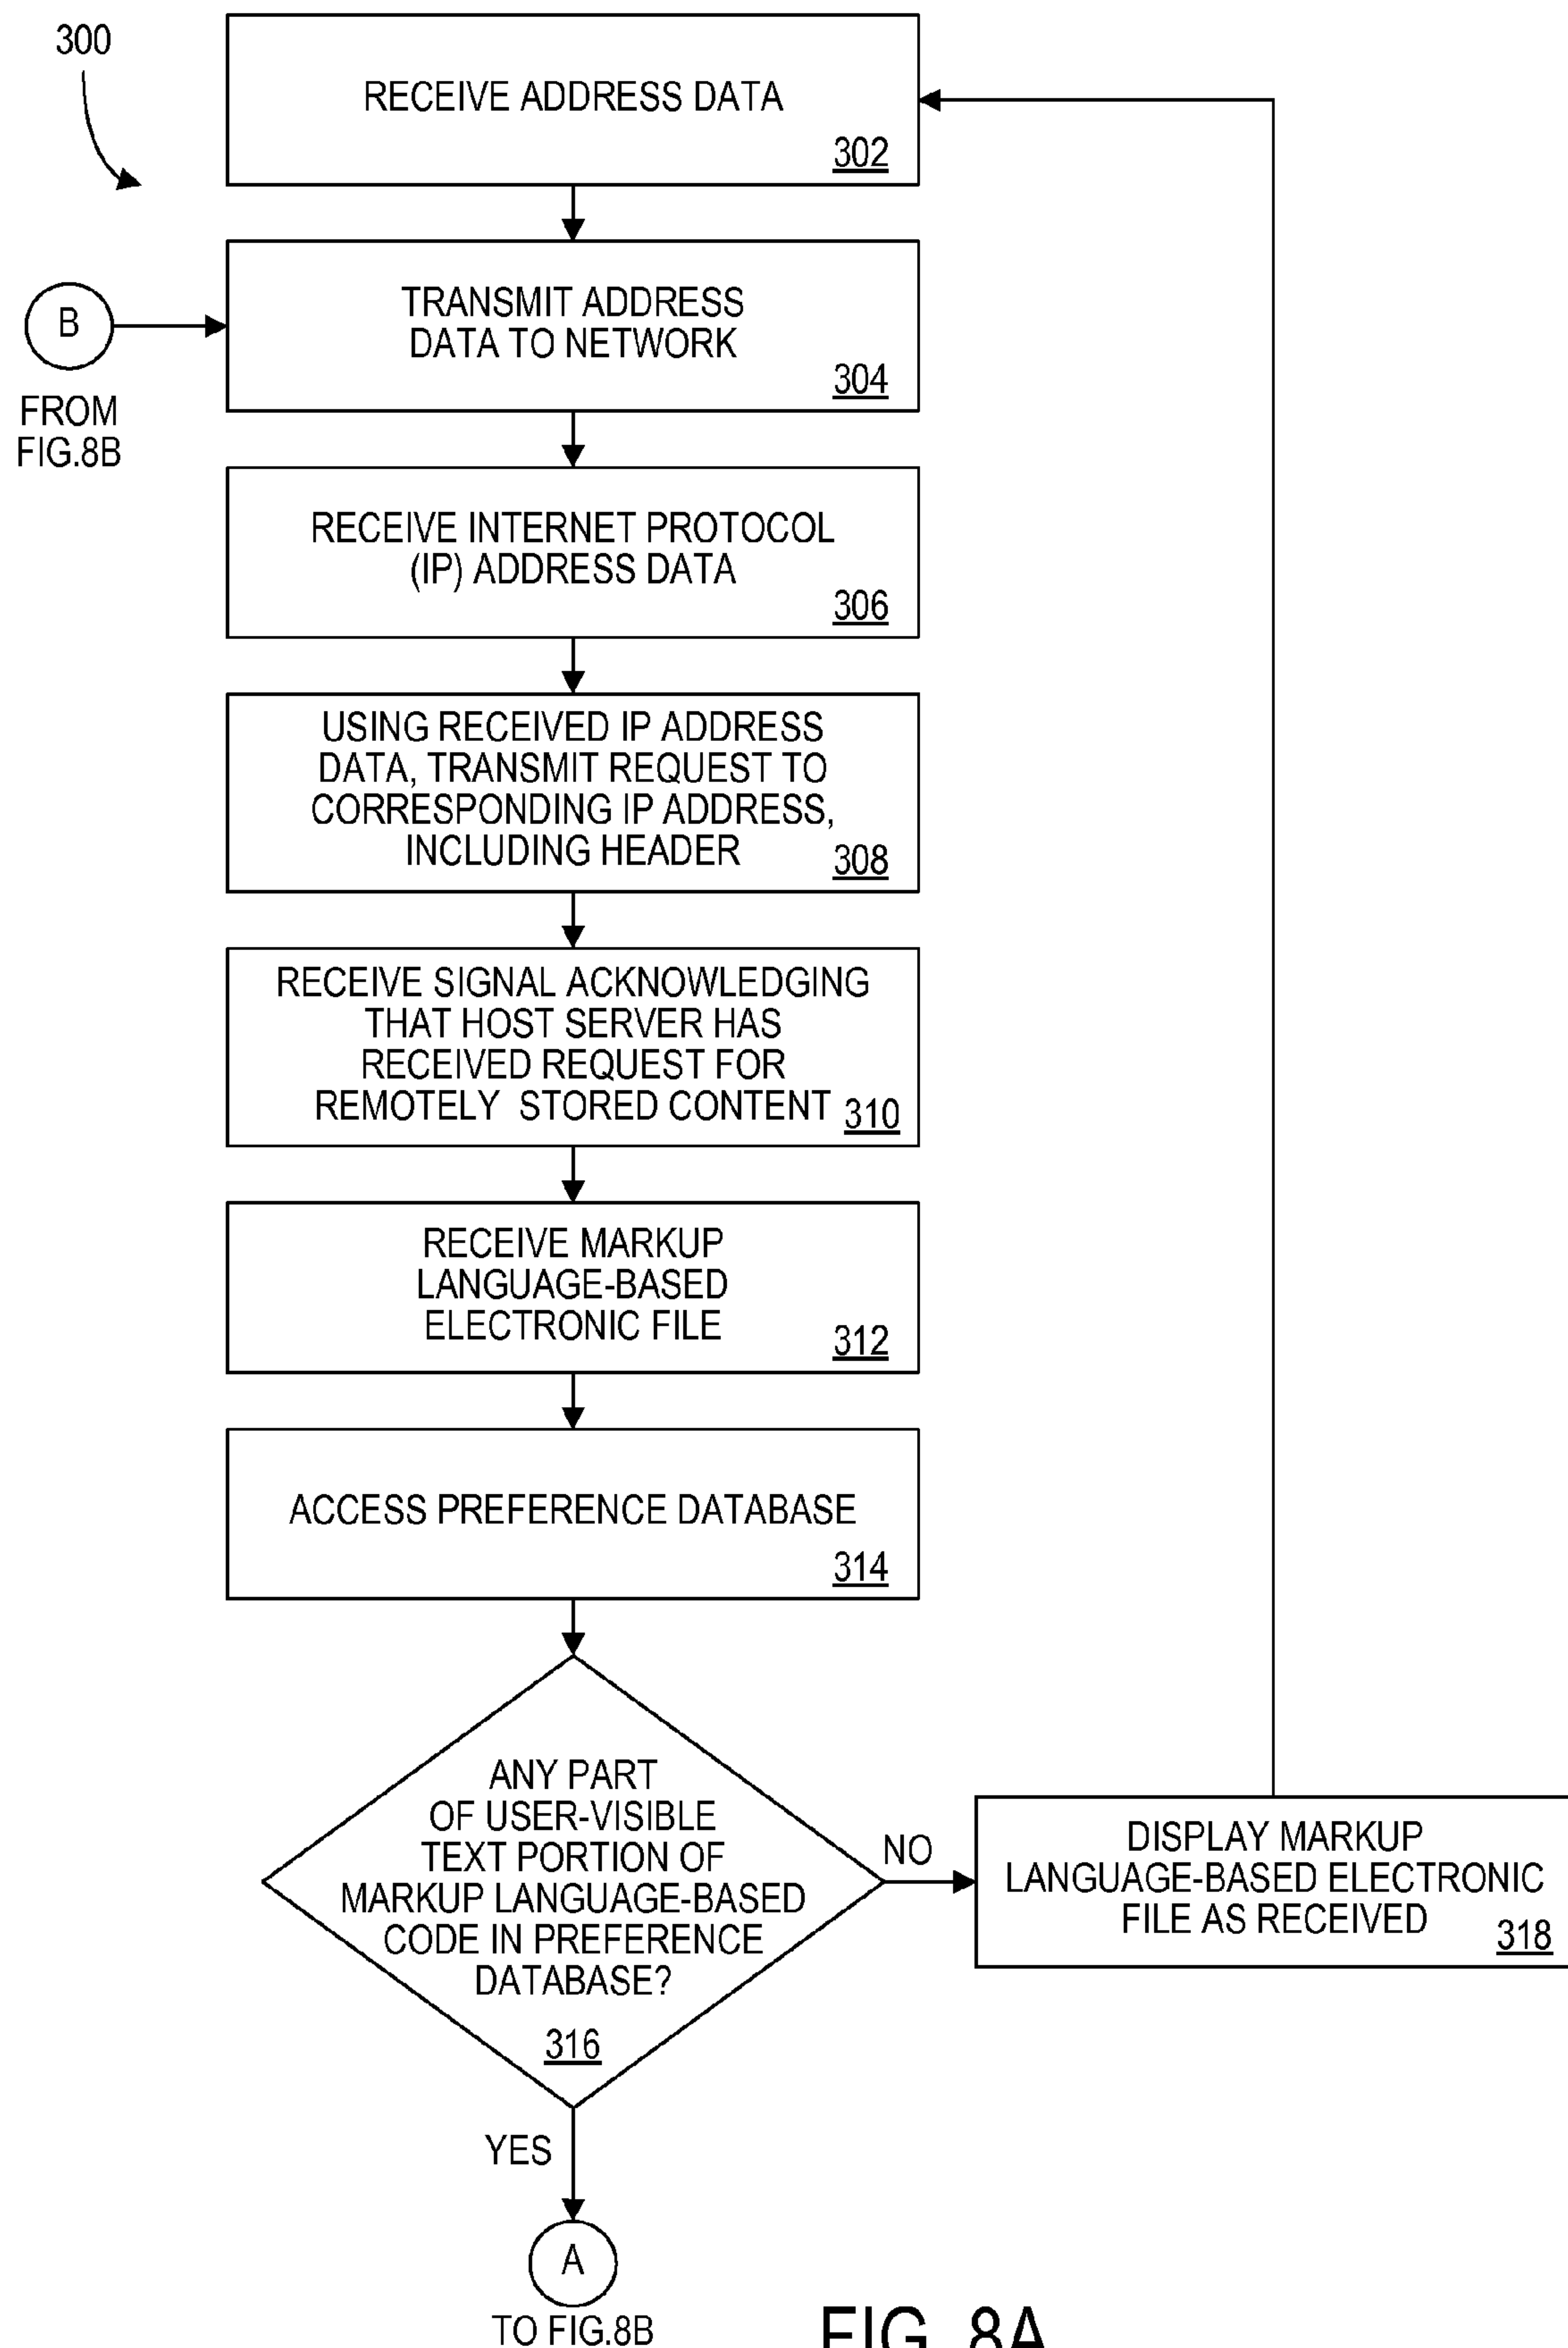 300
RECEIVE ADDRESS DATA
302
B
FROM
FIG.8B
TRANSMIT ADDRESS
DATA TO NETWORK
304
RECEIVE INTERNET PROTOCOL
(IP) ADDRESS DATA
306
USING RECEIVED IP ADDRESS
DATA, TRANSMIT REQUEST TO
CORRESPONDING IP ADDRESS,
INCLUDING HEADER
308
RECEIVE SIGNAL ACKNOWLEDGING
THAT HOST SERVER HAS
RECEIVED REQUEST FOR
REMOTELY STORED CONTENT
310
RECEIVE MARKUP
LANGUAGE-BASED
ELECTRONIC FILE
312
ACCESS PREFERENCE DATABASE
314
ANY PART
OF USER-VISIBLE
TEXT PORTION OF
MARKUP LANGUAGE-BASED
CODE IN PREFERENCE
DATABASE?
316
NO
DISPLAY MARKUP
LANGUAGE-BASED ELECTRONIC
FILE AS RECEIVED
318
YES
A
TO FIG.8B
FIG. 8A